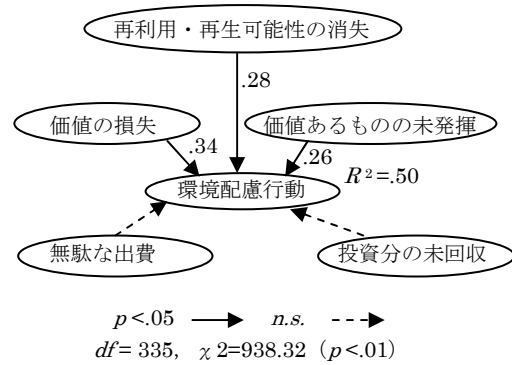 再利用・再生可能性の消失
.28
価値の損失
価値あるものの未発揮
.34
.26
環境配慮行動
R²=.50
無駄な出費
投資分の未回収
p<.05
n.s.
df= 335, χ2=938.32 (p<.01)